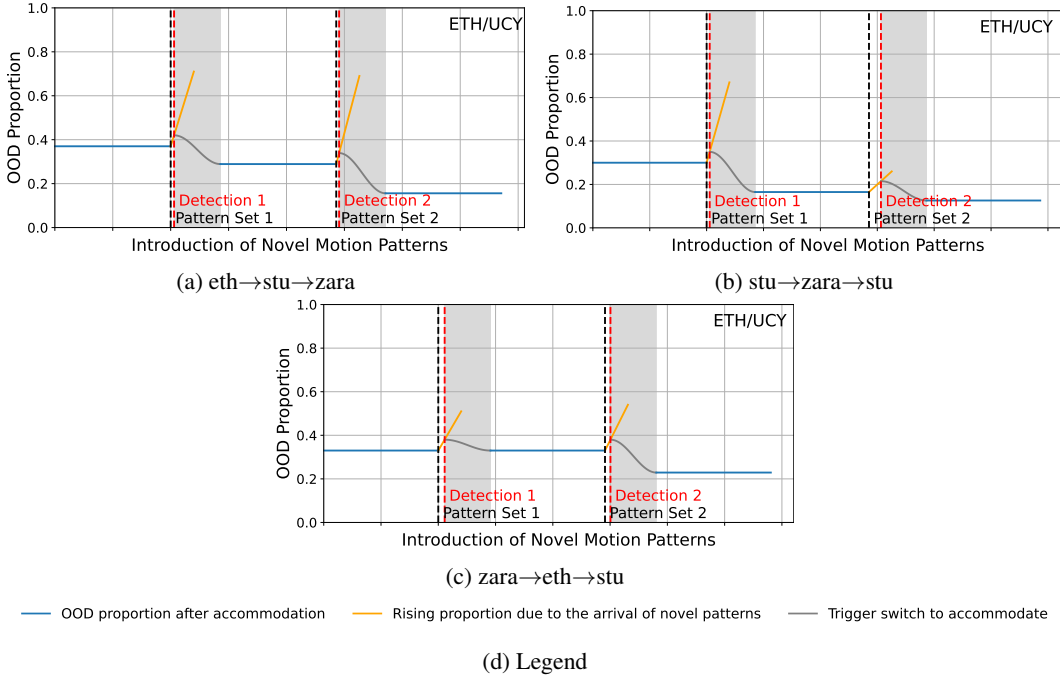 ETH/UCY
1.0
0.8
0.6
0.4
0.2
0.0
OOD Proportion
Detection 1
Pattern Set 1
Detection 2
Pattern Set 2
Introduction of Novel Motion Patterns
(a) eth→stu→zara
ETH/UCY
1.0
0.8
0.6
0.4
0.2
0.0
OOD Proportion
Detection 1
Pattern Set 1
Detection 2
Pattern Set 2
Introduction of Novel Motion Patterns
(b) stu→zara→stu
ETH/UCY
1.0
0.8
0.6
0.4
0.2
0.0
OOD Proportion
Detection 1
Pattern Set 1
Detection 2
Pattern Set 2
Introduction of Novel Motion Patterns
(c) zara→eth→stu
OOD proportion after accommodation
Rising proportion due to the arrival of novel patterns
Trigger switch to accommodate
(d) Legend